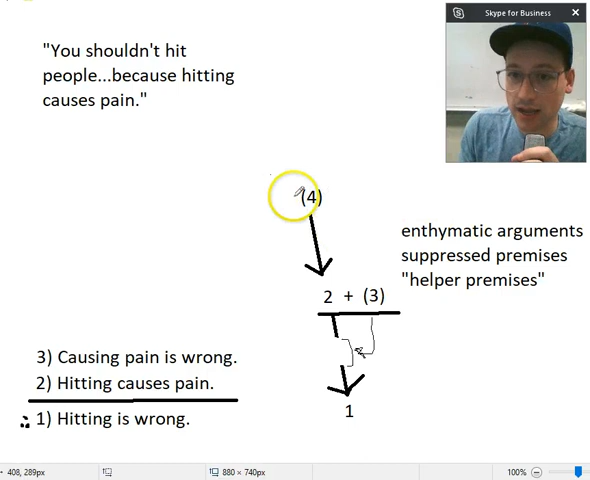 Skype for Business
"You shouldn't hit
people...because hitting
causes pain."
(4)
enthymatic arguments
suppressed premises
"helper premises"
2 + (3)
3) Causing pain is wrong.
2) Hitting causes pain.
1) Hitting is wrong.
1
408, 289px
880 × 740px
100%